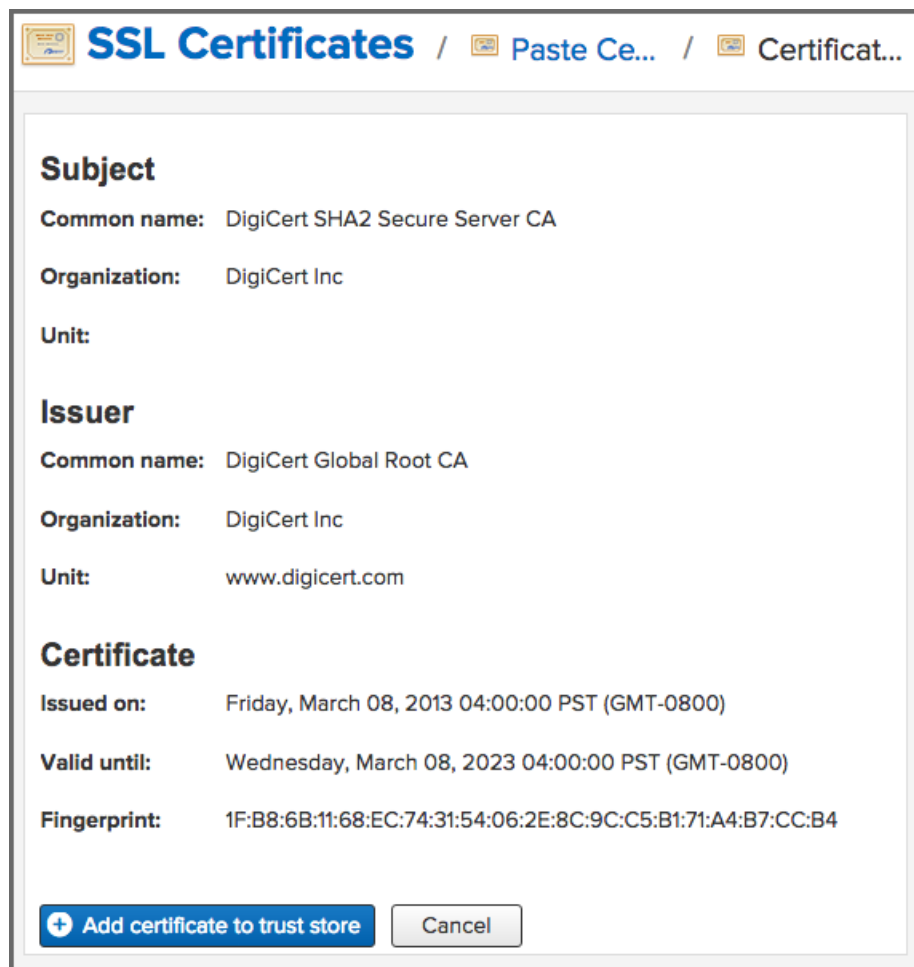 SSL Certificates / Paste Ce... / Certificat...
Subject
Common name: DigiCert SHA2 Secure Server CA
Organization: DigiCert Inc
Unit:
Issuer
Common name: DigiCert Global Root CA
Organization: DigiCert Inc
Unit: www.digicert.com
Certificate
Issued on: Friday, March 08, 2013 04:00:00 PST (GMT-0800)
Valid until: Wednesday, March 08, 2023 04:00:00 PST (GMT-0800)
Fingerprint: 1F:B8:6B:11:68:EC:74:31:54:06:2E:8C:9C:C5:B1:71:A4:B7:CC:B4
Add certificate to trust store Cancel